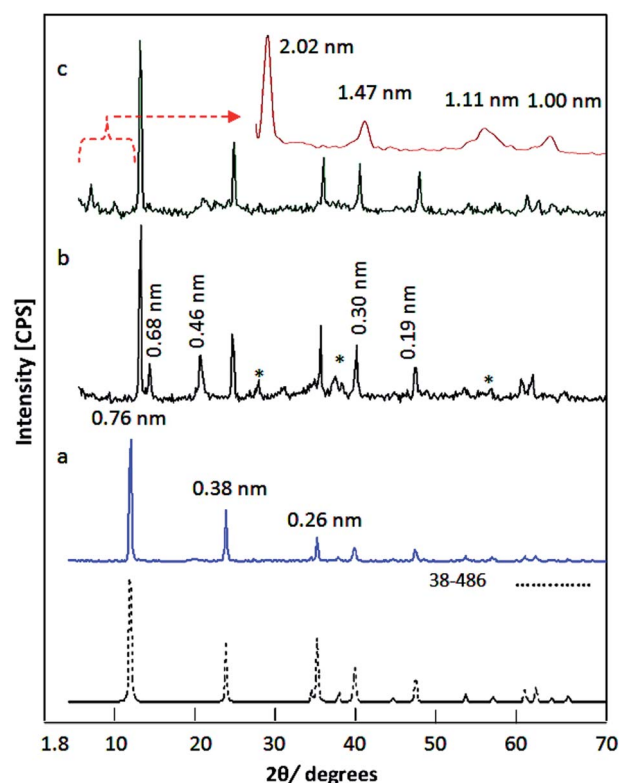 c
2.02 nm
1.47 nm
1.11 nm
1.00 nm
b
0.68 nm
0.46 nm
*
*
0.30 nm
0.19 nm
*
0.76 nm
a
0.38 nm
0.26 nm
38-486
Intensity [CPS]
1.8 10 20 30 40 50 60 70
2θ/ degrees